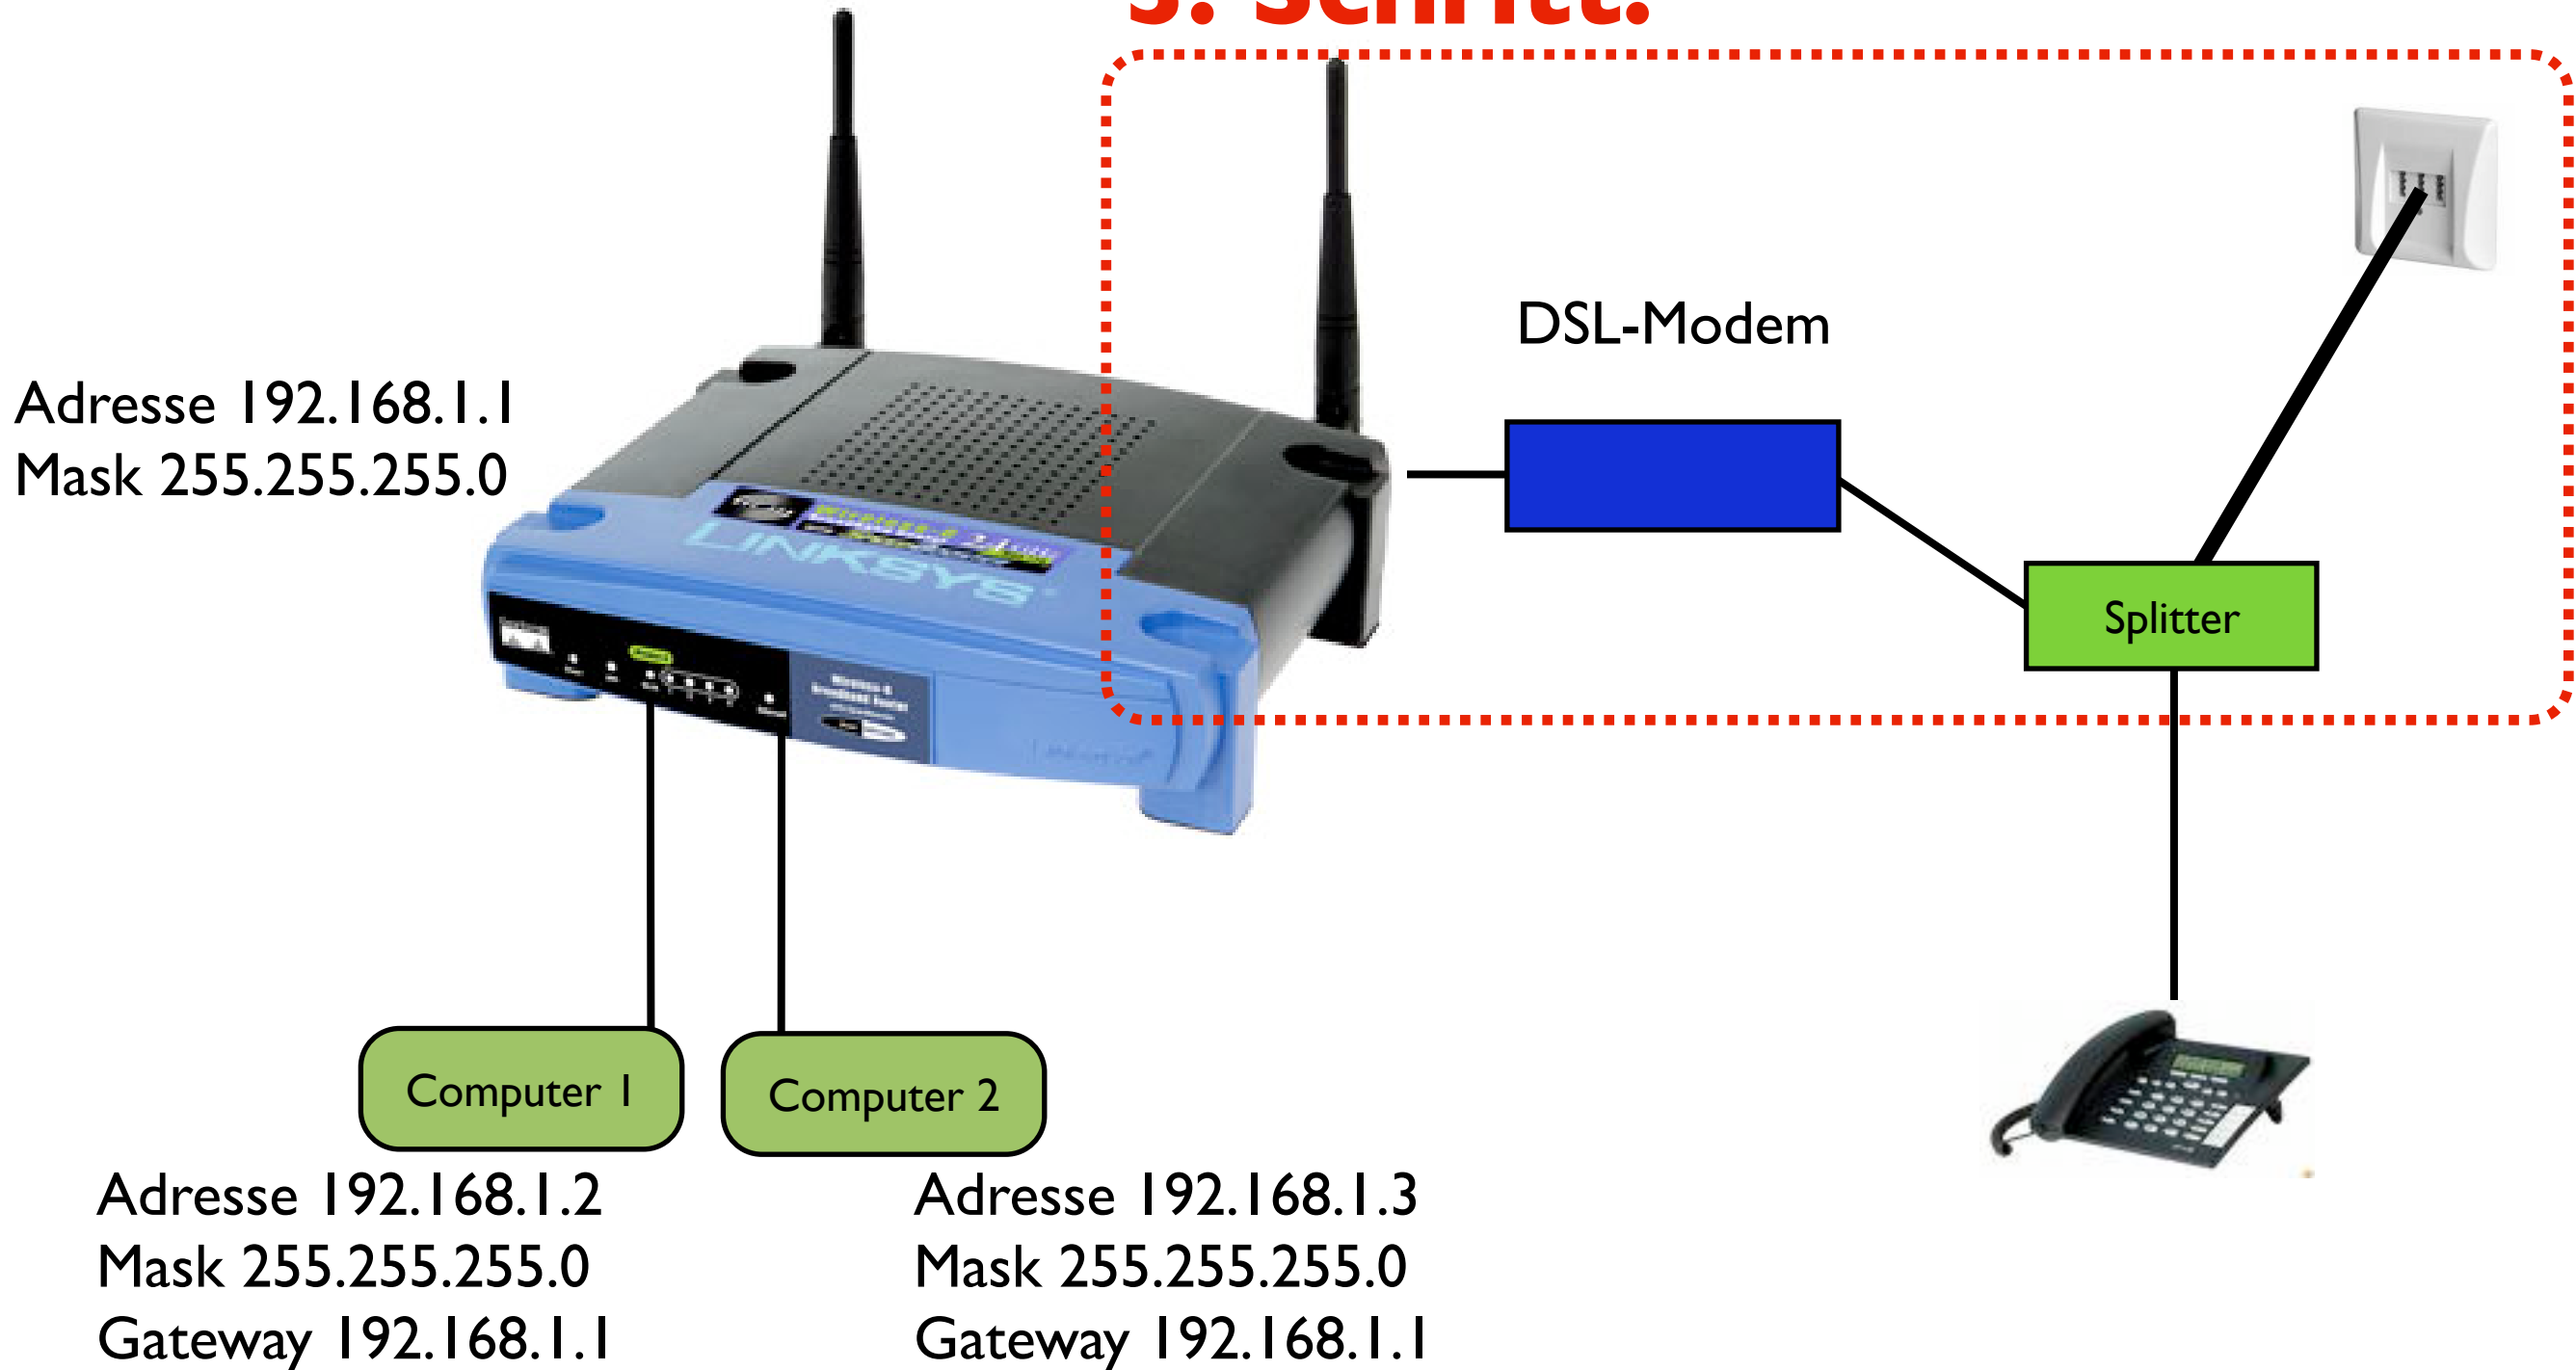 3. Schritt:
DSL-Modem
Adresse 192.168.1.1
Mask 255.255.255.0
LINKSYS
Splitter
Computer 1
Computer 2
Adresse 192.168.1.2
Mask 255.255.255.0
Gateway 192.168.1.1
Adresse 192.168.1.3
Mask 255.255.255.0
Gateway 192.168.1.1